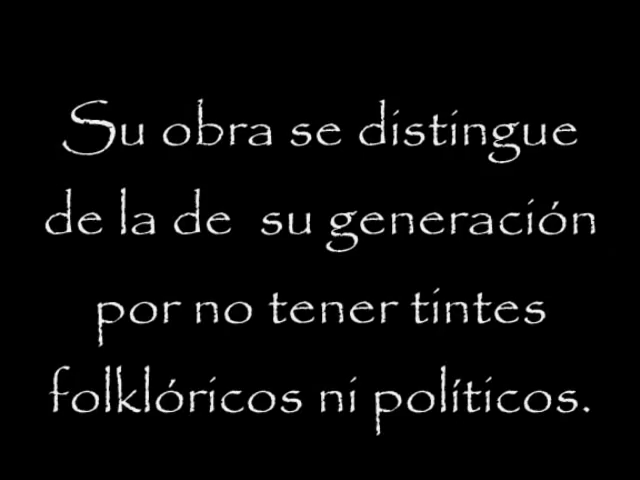 Su obra se distingue
de la de su generación
por no tener tintes
folklóricos ni políticos.